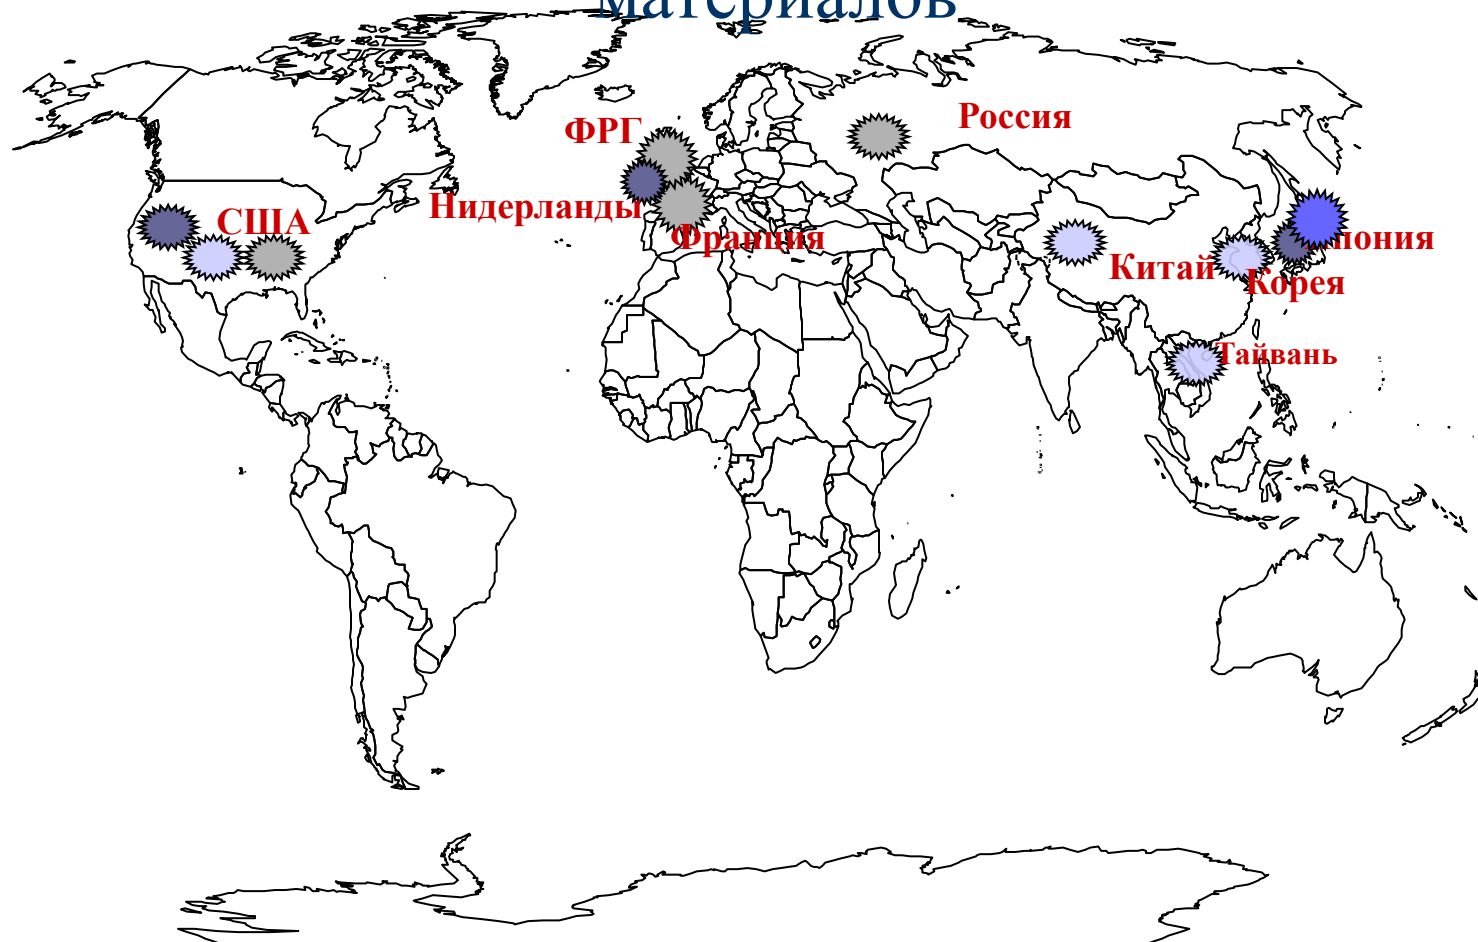 материалов
Россия
ФРГ
Нидерланды
США
Франция
Япония
Китай
Корея
Тайвань